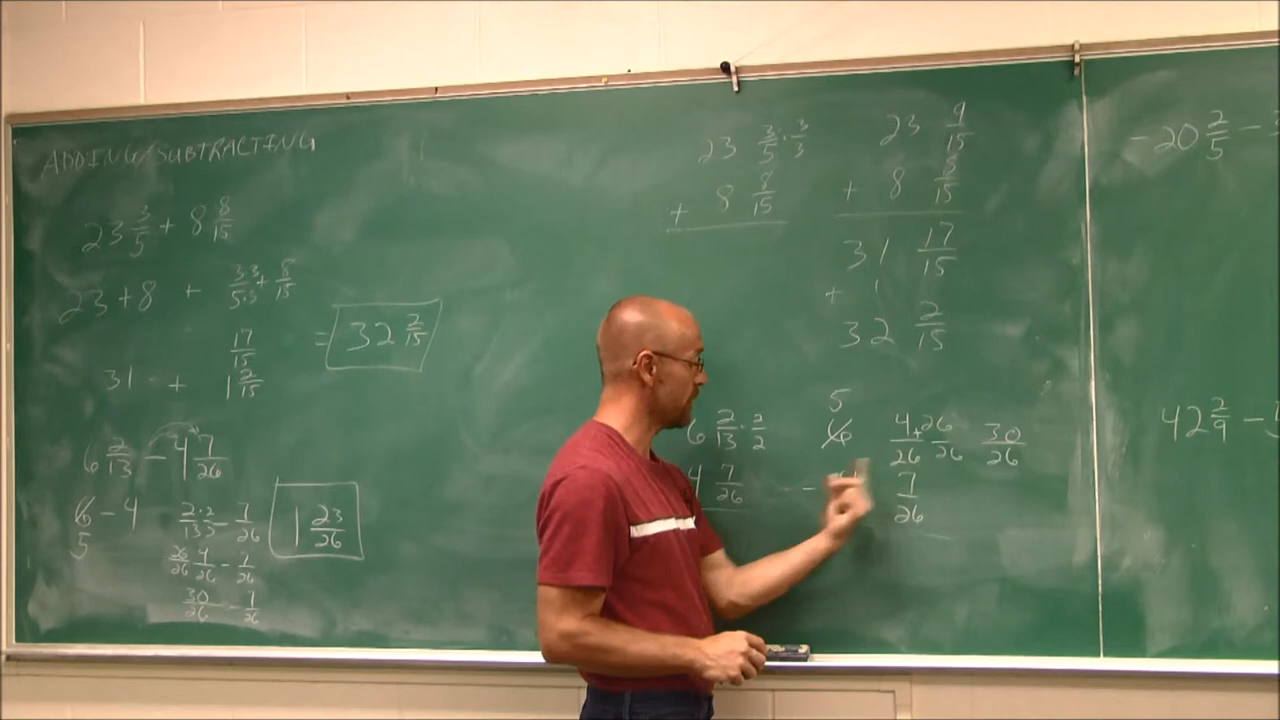 ADDING/SUBTRACTING
23 3/5 + 8 8/15
23 + 8 + 3·3/5·3 + 8/15
17/15
31 + 1 2/15
= 32 2/15
6 2/13 - 4 7/26
6 - 4 2·2/13·2 - 7/26
5
26/26 4/26 - 7/26
30/26 - 7/26
1 23/26
23 3/5 · 3/3
+ 8 8/15
23 9/15
+ 8 8/15
31 17/15
+ 1
32 2/15
6 2/13 · 2/2
4 7/26
5
6 4/26 + 26/26 30/26
- 7/26
-20 2/5 -
42 2/9 -